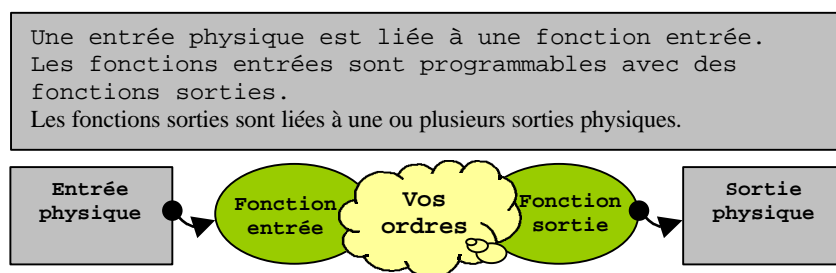 Une entrée physique est liée à une fonction entrée.
Les fonctions entrées sont programmables avec des
fonctions sorties.
Les fonctions sorties sont liées à une ou plusieurs sorties physiques.
Entrée
physique
Fonction
entrée
Vos
ordres
Fonction
sortie
Sortie
physique